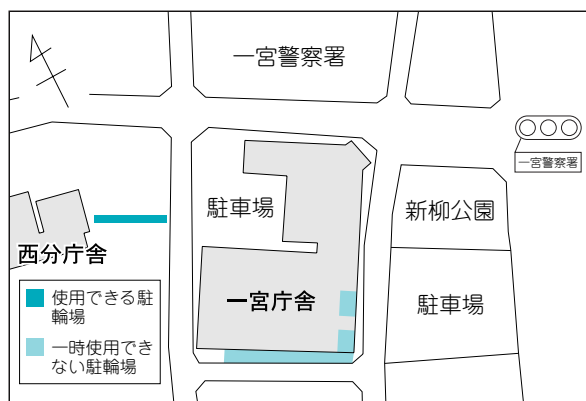 一宮警察署
一宮警察署
駐車場
新柳公園
西分庁舎
一宮庁舎
駐車場
使用できる駐
輪場
一時使用でき
ない駐輪場